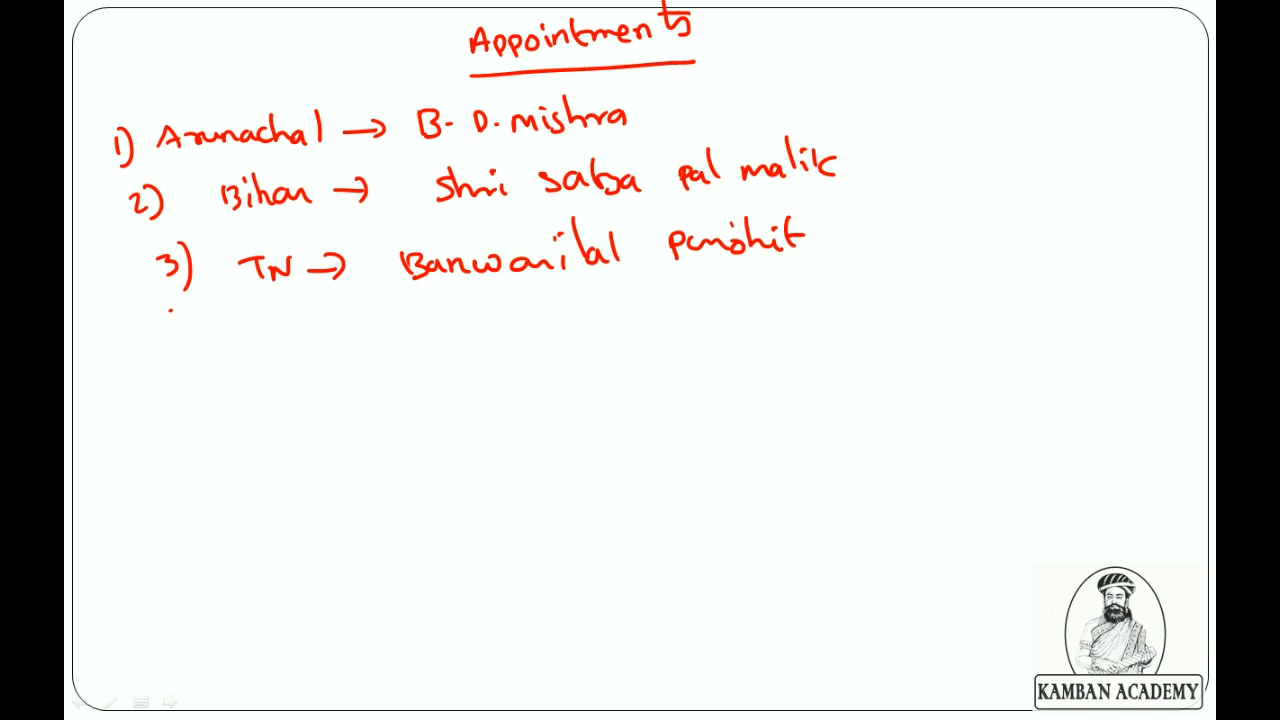 Appointments
1) Arunachal → B. D. mishra
2) Bihar → Shri satya pal malik
3) TN → Banwarilal purohit
KAMBAN ACADEMY